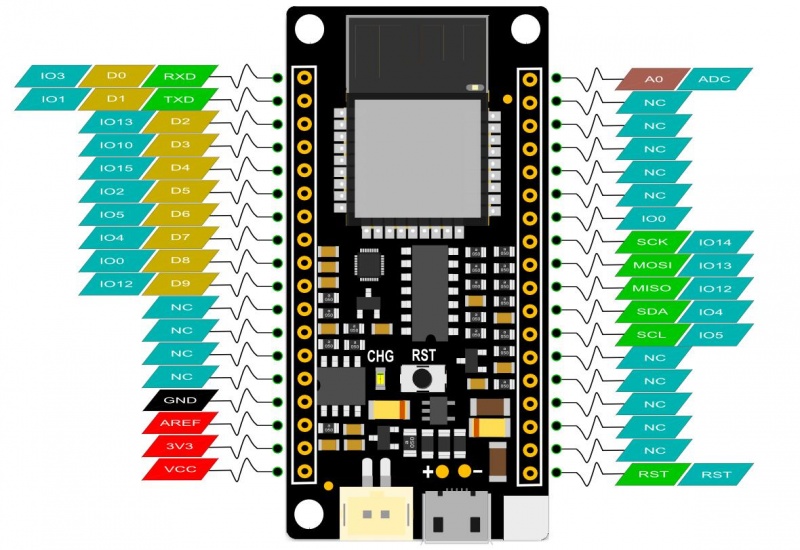 IO3 D0 RXD
IO1 D1 TXD
IO13 D2
IO10 D3
IO15 D4
IO2 D5
IO5 D6
IO4 D7
IO0 D8
IO12 D9
NC
NC
NC
NC
GND
AREF
3V3
VCC
CHG RST
+ −
A0 ADC
NC
NC
NC
NC
NC
IO0
SCK IO14
MOSI IO13
MISO IO12
SDA IO4
SCL IO5
NC
NC
NC
NC
NC
RST RST